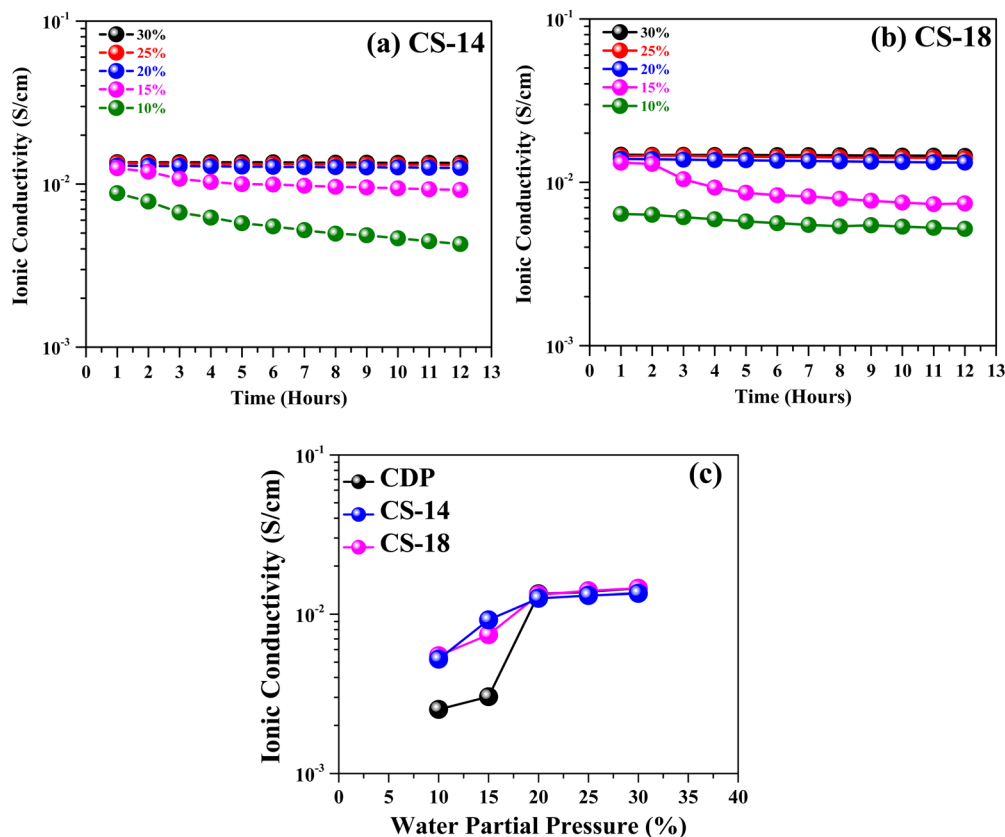 (a) CS-14
30%
25%
20%
15%
10%
Ionic Conductivity (S/cm)
10-1
10-2
10-3
0 1 2 3 4 5 6 7 8 9 10 11 12 13
Time (Hours)
(b) CS-18
30%
25%
20%
15%
10%
Ionic Conductivity (S/cm)
10-1
10-2
10-3
0 1 2 3 4 5 6 7 8 9 10 11 12 13
Time (Hours)
(c)
CDP
CS-14
CS-18
Ionic Conductivity (S/cm)
10-1
10-2
10-3
0 5 10 15 20 25 30 35 40
Water Partial Pressure (%)